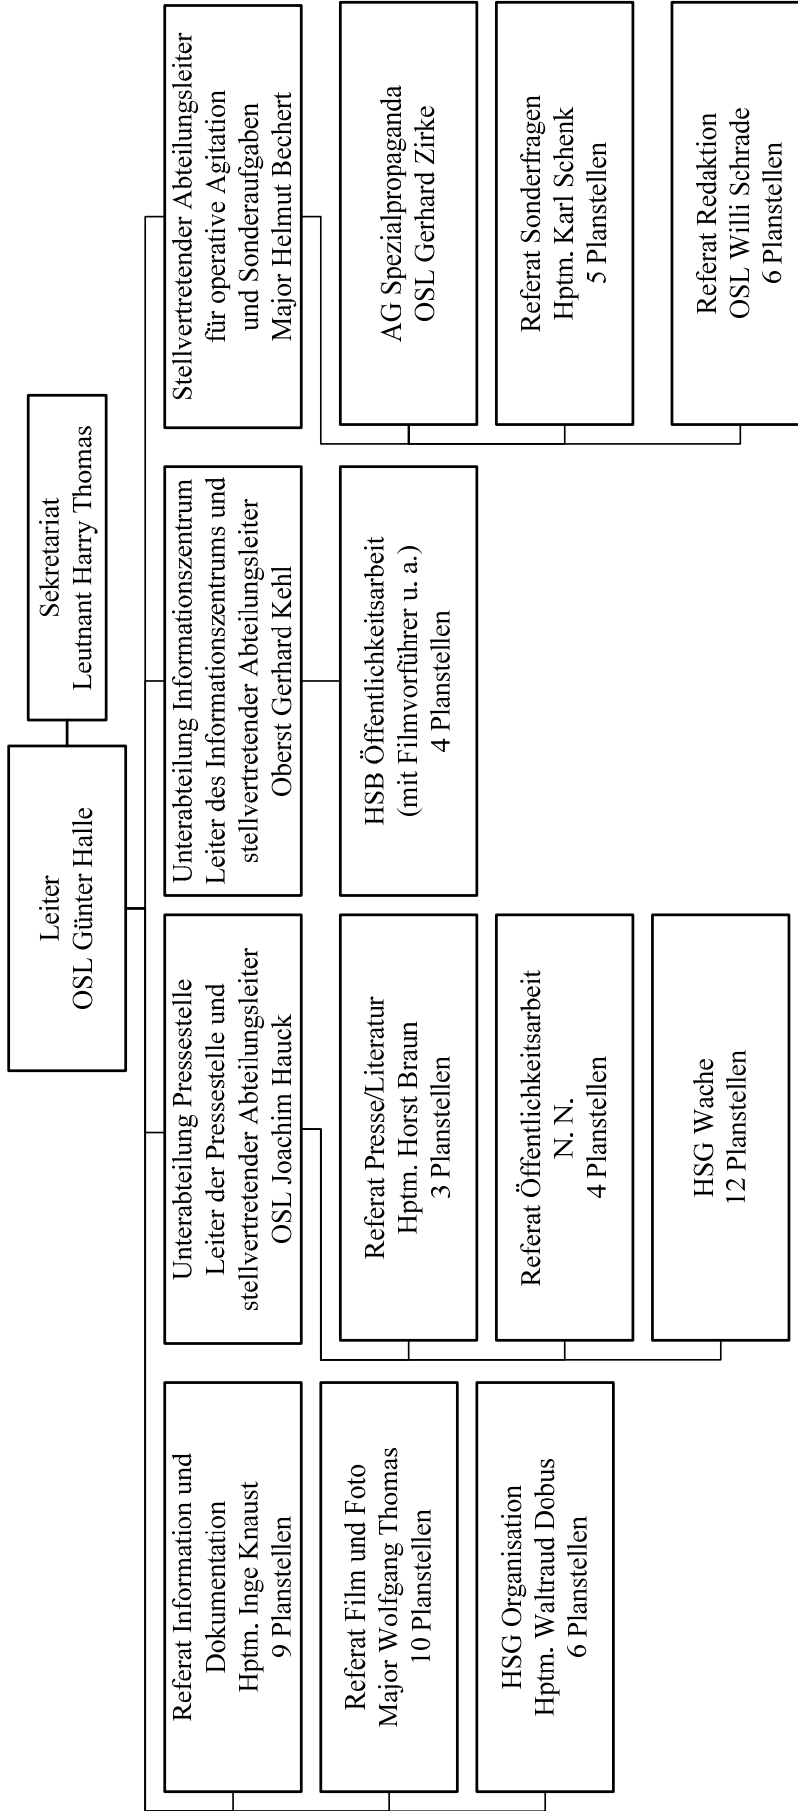 Leiter
OSL Günter Halle
Sekretariat
Leutnant Harry Thomas
Referat Information und
Dokumentation
Hptm. Inge Knaust
9 Planstellen
Referat Film und Foto
Major Wolfgang Thomas
10 Planstellen
HSG Organisation
Hptm. Waltraud Dobus
6 Planstellen
Unterabteilung Pressestelle
Leiter der Pressestelle und
stellvertretender Abteilungsleiter
OSL Joachim Hauck
Referat Presse/Literatur
Hptm. Horst Braun
3 Planstellen
Referat Öffentlichkeitsarbeit
N. N.
4 Planstellen
HSG Wache
12 Planstellen
Unterabteilung Informationszentrum
Leiter des Informationszentrums und
stellvertretender Abteilungsleiter
Oberst Gerhard Kehl
HSB Öffentlichkeitsarbeit
(mit Filmvorführer u. a.)
4 Planstellen
Stellvertretender Abteilungsleiter
für operative Agitation
und Sonderaufgaben
Major Helmut Bechert
AG Spezialpropaganda
OSL Gerhard Zirke
Referat Sonderfragen
Hptm. Karl Schenk
5 Planstellen
Referat Redaktion
OSL Willi Schrade
6 Planstellen